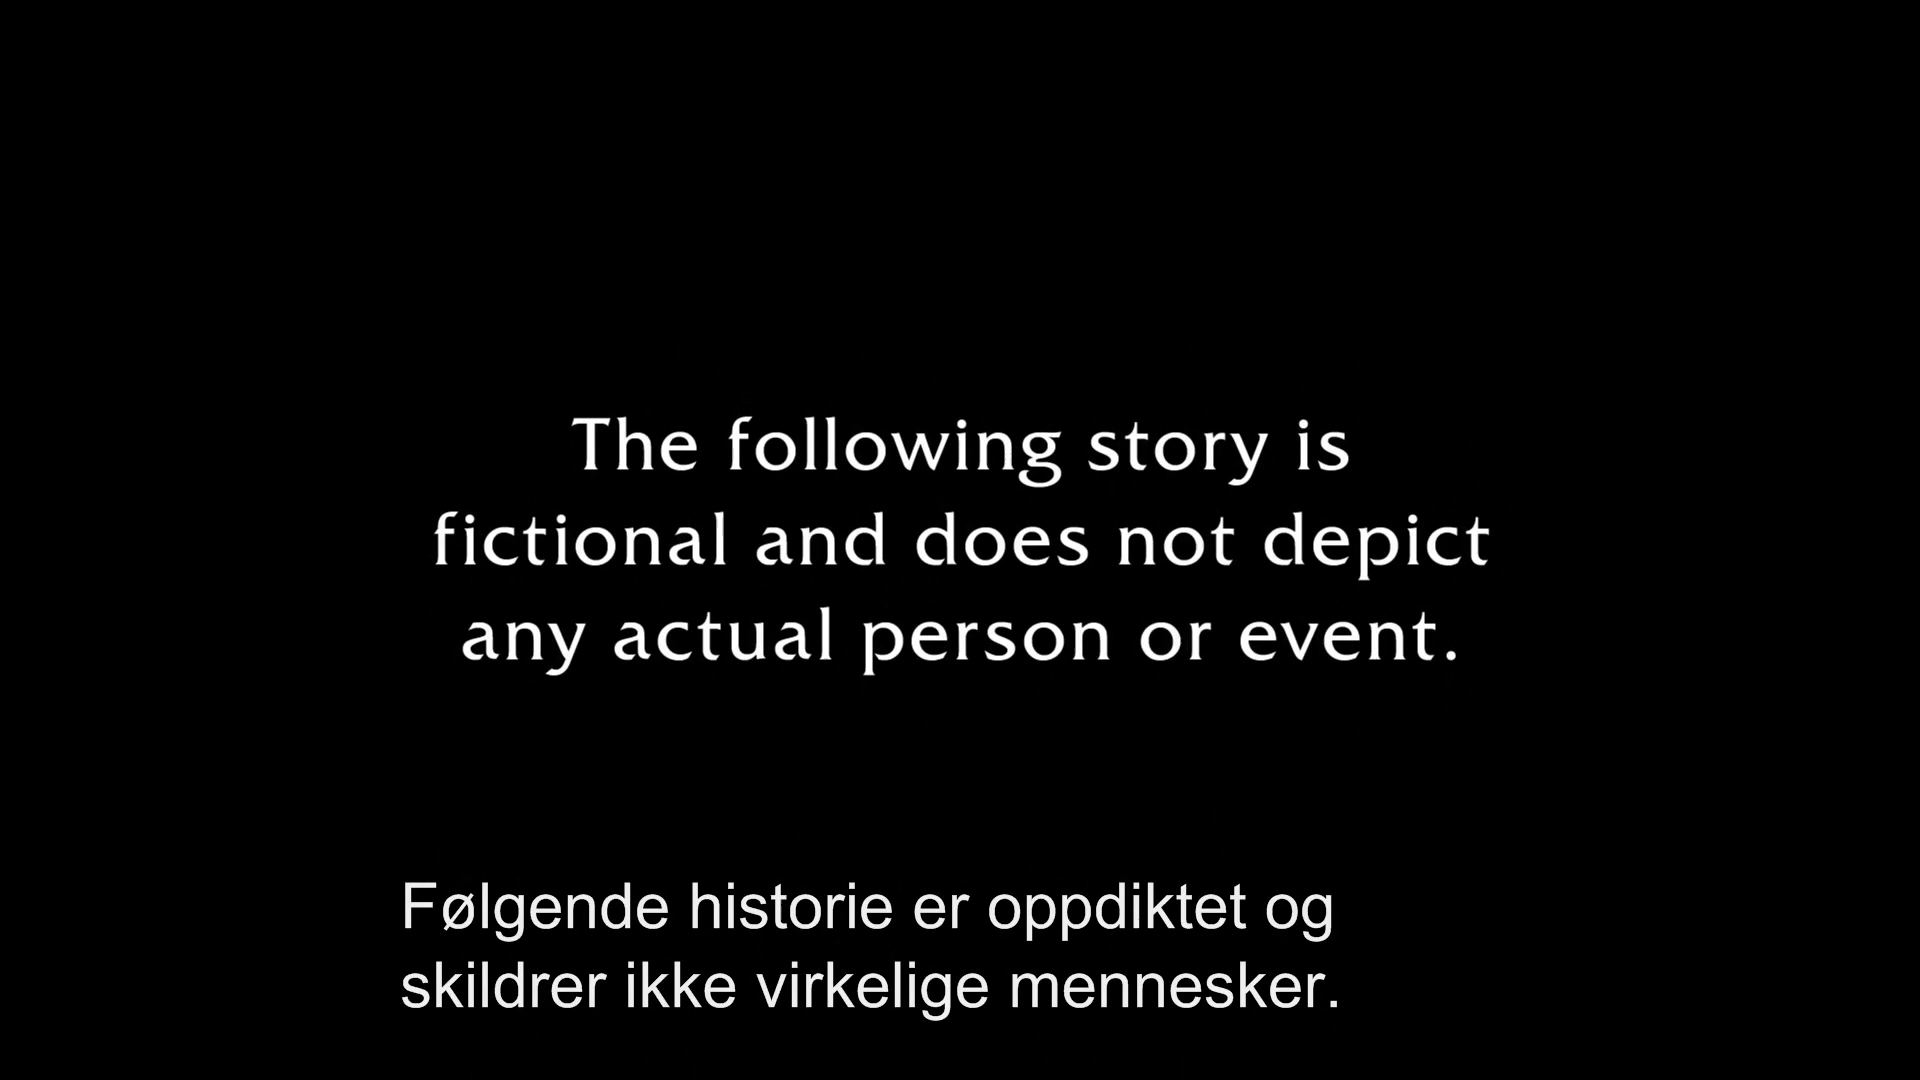 The following story is
fictional and does not depict
any actual person or event.
Følgende historie er oppdiktet og
skildrer ikke virkelige mennesker.